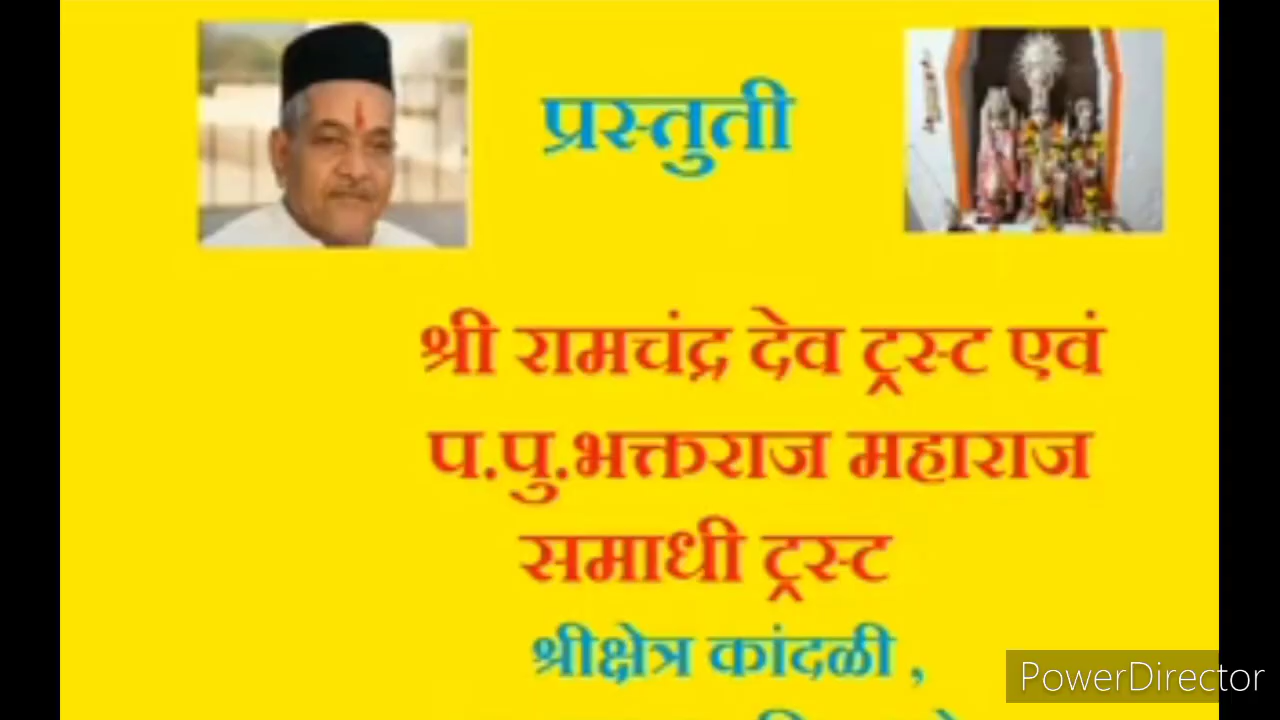 प्रस्तुती
श्री रामचंद्र देव ट्रस्ट एवं
प.पु.भक्तराज महाराज
समाधी ट्रस्ट
श्रीक्षेत्र कांदळी ,
PowerDirector